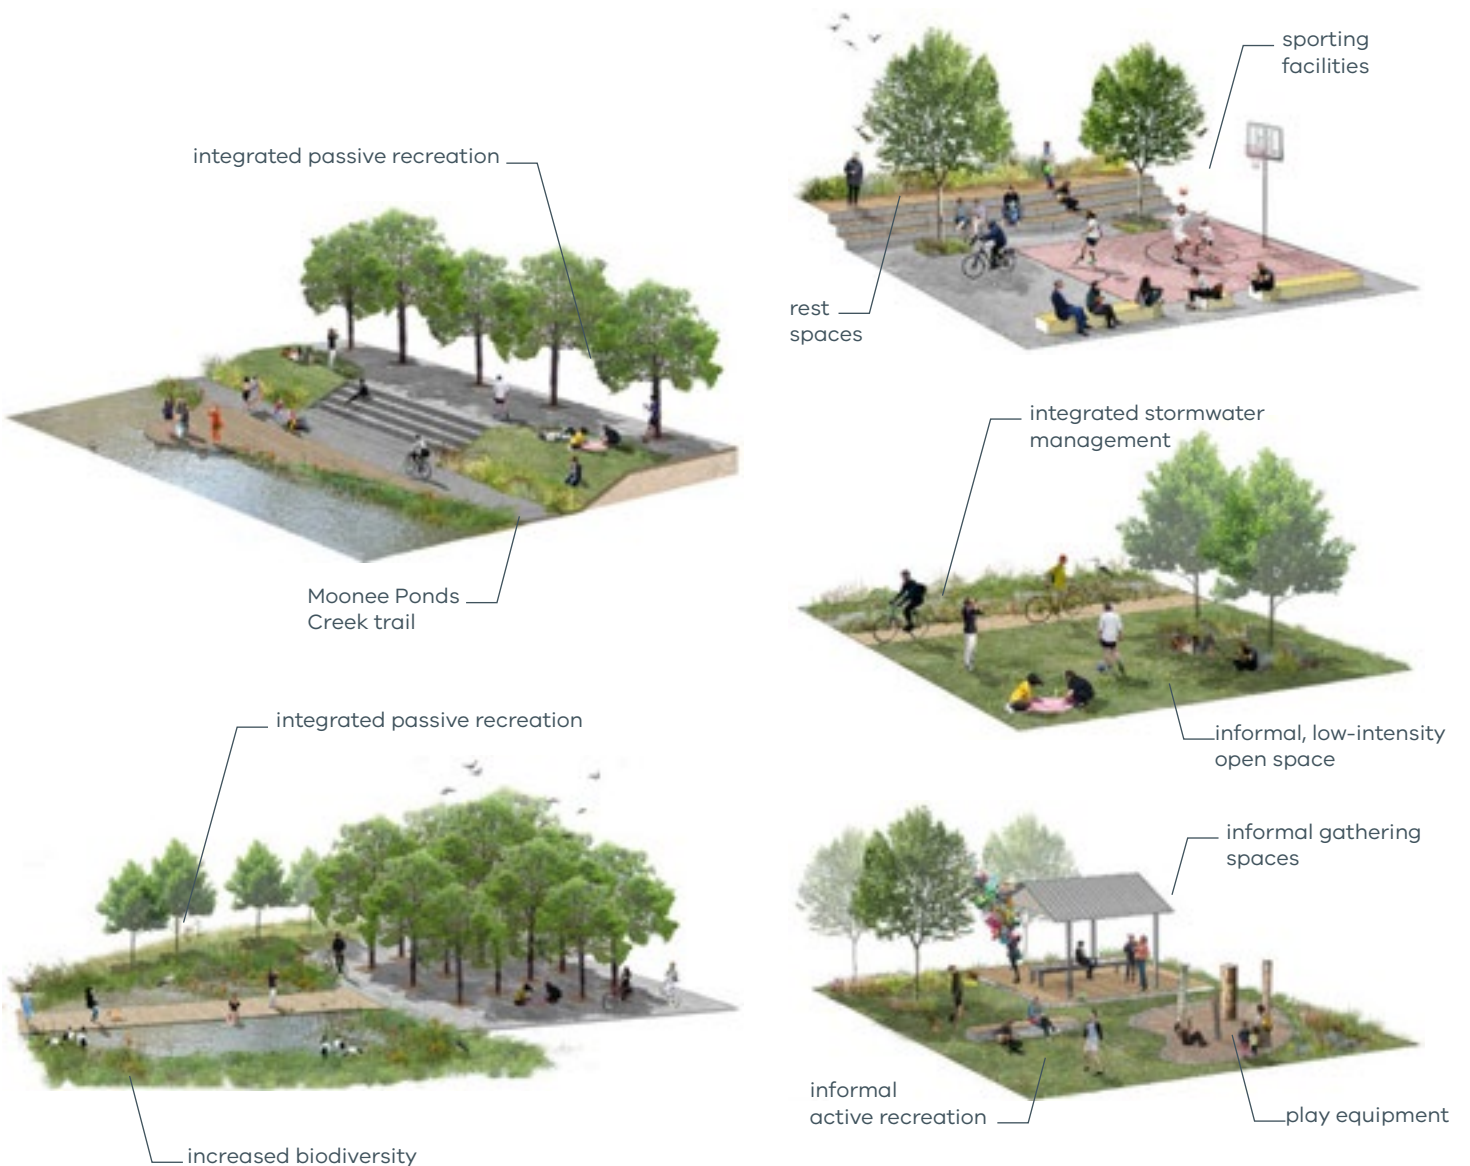 integrated passive recreation
Moonee Ponds
Creek trail
integrated passive recreation
increased biodiversity
sporting
facilities
rest
spaces
integrated stormwater
management
informal, low-intensity
open space
informal gathering
spaces
informal
active recreation
play equipment